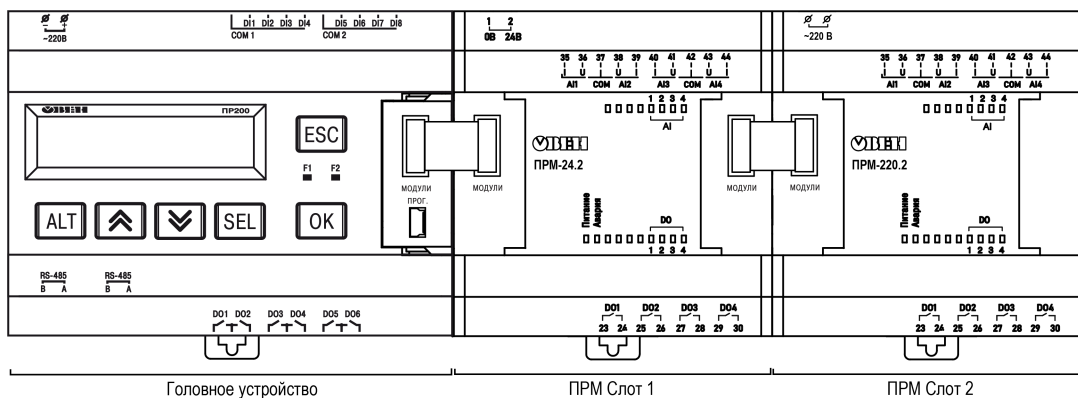 ~220В
DI1 DI2 DI3 DI4
COM 1
DI5 DI6 DI7 DI8
COM 2
ОВЕН
ПР200
ESC
F1 F2
ALT
SEL
OK
МОДУЛИ
ПРОГ.
RS-485
B A
RS-485
B A
DO1 DO2 DO3 DO4 DO5 DO6
Головное устройство
1 2
0В 24В
35 36 37 38 39 40 41 42 43 44
U U U U
AI1 COM AI2 AI3 COM AI4
1 2 3 4
AI
ОВЕН
ПРМ-24.2
МОДУЛИ
МОДУЛИ
Питание
Авария
DO
1 2 3 4
DO1 DO2 DO3 DO4
23 24 25 26 27 28 29 30
ПРМ Слот 1
~220 В
35 36 37 38 39 40 41 42 43 44
U U U U
AI1 COM AI2 AI3 COM AI4
1 2 3 4
AI
ОВЕН
ПРМ-220.2
МОДУЛИ
Питание
Авария
DO
1 2 3 4
DO1 DO2 DO3 DO4
23 24 25 26 27 28 29 30
ПРМ Слот 2